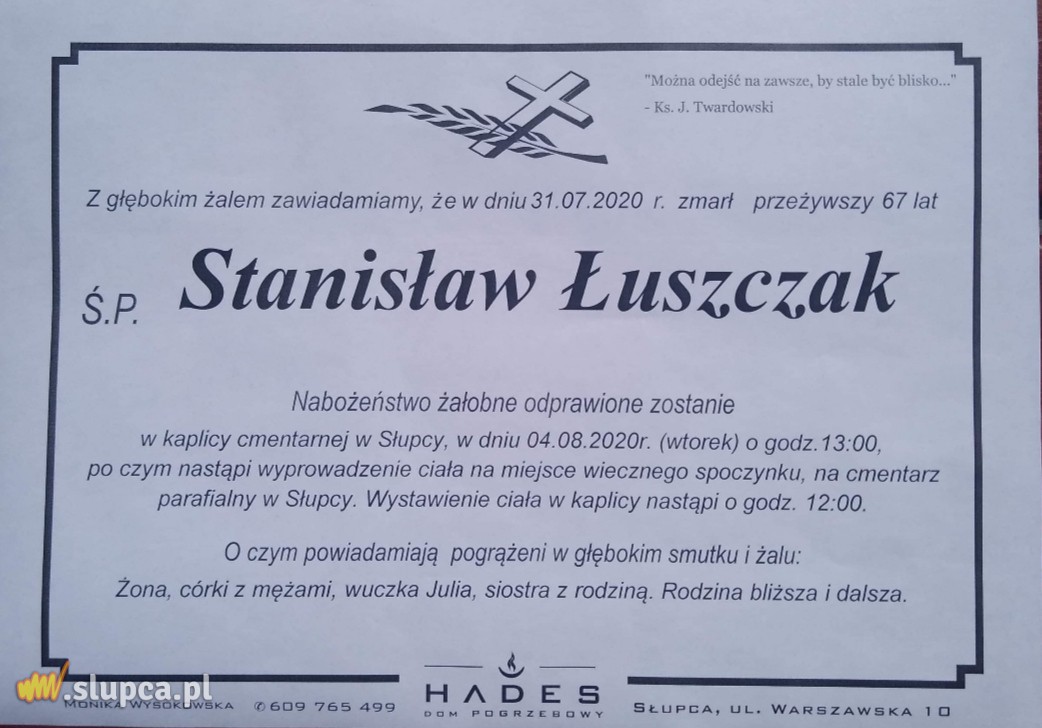 "Można odejść na zawsze, by stale być blisko..."
- Ks. J. Twardowski
Z głębokim żalem zawiadamiamy, że w dniu 31.07.2020 r. zmarł przeżywszy 67 lat
Ś.P. Stanisław Łuszczak
Nabożeństwo żałobne odprawione zostanie
w kaplicy cmentarnej w Słupcy, w dniu 04.08.2020r. (wtorek) o godz.13:00,
po czym nastąpi wyprowadzenie ciała na miejsce wiecznego spoczynku, na cmentarz
parafialny w Słupcy. Wystawienie ciała w kaplicy nastąpi o godz. 12:00.
O czym powiadamiają pogrążeni w głębokim smutku i żalu:
Żona, córki z mężami, wuczka Julia, siostra z rodziną. Rodzina bliższa i dalsza.
www.slupca.pl
MONIKA WYSOKOWSKA ✆609 765 499
HADES
DOM POGRZEBOWY
SŁUPCA, UL. WARSZAWSKA 10